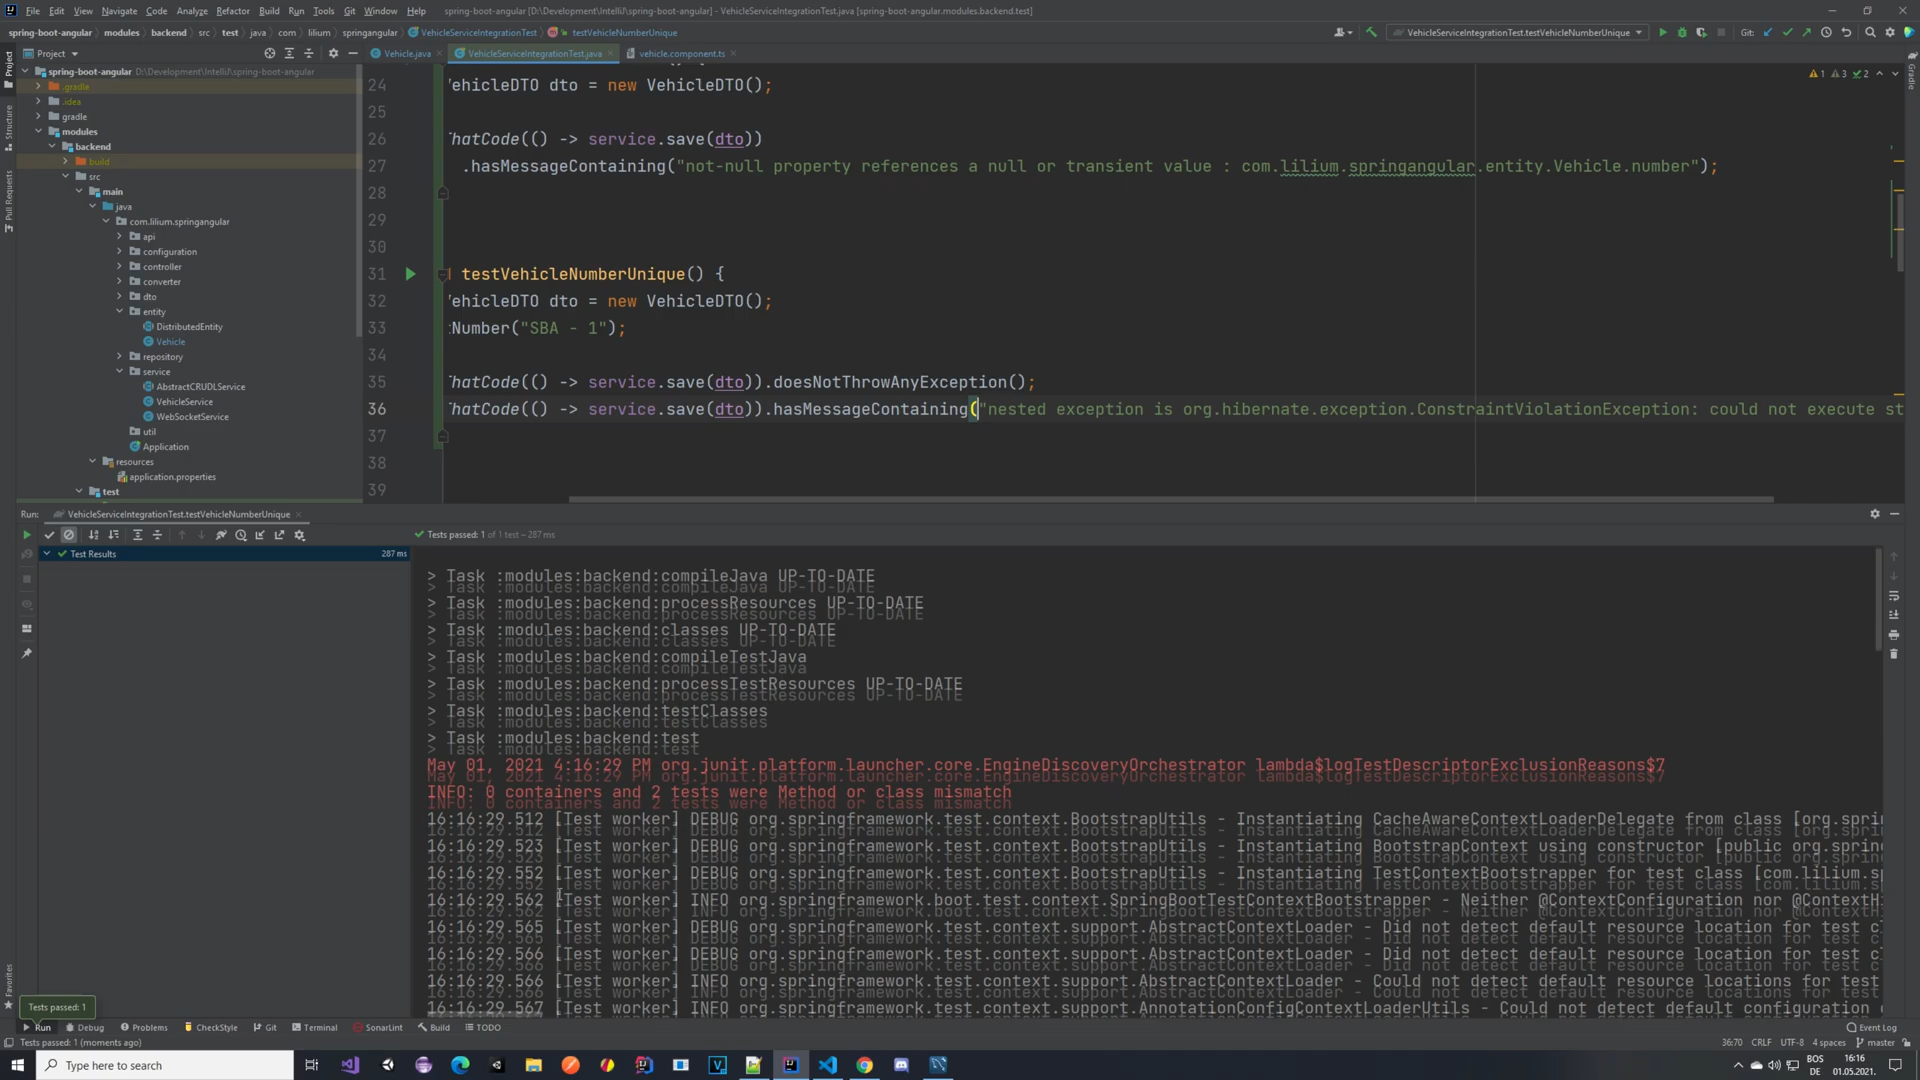 File Edit View Navigate Code Analyze Refactor Build Run Tools Git Window Help spring-boot-angular [D:\Development\IntelliJ\spring-boot-angular] - VehicleServiceIntegrationTest.java [spring-boot-angular.modules.backend.test]
spring-boot-angular modules backend src test java com lilium springangular VehicleServiceIntegrationTest testVehicleNumberUnique VehicleServiceIntegrationTest.testVehicleNumberUnique Git:
Project Vehicle.java VehicleServiceIntegrationTest.java vehicle.component.ts
Project
Structure
Pull Requests
Favorites
Gradle
spring-boot-angular D:\Development\IntelliJ\spring-boot-angular
.gradle
.idea
gradle
modules
backend
build
src
main
java
com.lilium.springangular
api
configuration
controller
converter
dto
entity
DistributedEntity
Vehicle
repository
service
AbstractCRUDLService
VehicleService
WebSocketService
util
Application
resources
application.properties
test
1 3 2
24 ehicleDTO dto = new VehicleDTO();
25
26 hatCode(() -> service.save(dto))
27 .hasMessageContaining("not-null property references a null or transient value : com.lilium.springangular.entity.Vehicle.number");
28
29
30
31 testVehicleNumberUnique() {
32 ehicleDTO dto = new VehicleDTO();
33 Number("SBA - 1");
34
35 hatCode(() -> service.save(dto)).doesNotThrowAnyException();
36 hatCode(() -> service.save(dto)).hasMessageContaining("nested exception is org.hibernate.exception.ConstraintViolationException: could not execute st
37
38
39
Run: VehicleServiceIntegrationTest.testVehicleNumberUnique
Tests passed: 1 of 1 test – 287 ms
Test Results 287 ms
> Task :modules:backend:compileJava UP-TO-DATE
> Task :modules:backend:processResources UP-TO-DATE
> Task :modules:backend:classes UP-TO-DATE
> Task :modules:backend:compileTestJava
> Task :modules:backend:processTestResources UP-TO-DATE
> Task :modules:backend:testClasses
> Task :modules:backend:test
May 01, 2021 4:16:29 PM org.junit.platform.launcher.core.EngineDiscoveryOrchestrator lambda$logTestDescriptorExclusionReasons$7
INFO: 0 containers and 2 tests were Method or class mismatch
16:16:29.512 [Test worker] DEBUG org.springframework.test.context.BootstrapUtils - Instantiating CacheAwareContextLoaderDelegate from class [org.sprin
16:16:29.523 [Test worker] DEBUG org.springframework.test.context.BootstrapUtils - Instantiating BootstrapContext using constructor [public org.spring
16:16:29.552 [Test worker] DEBUG org.springframework.test.context.BootstrapUtils - Instantiating TestContextBootstrapper for test class [com.lilium.s
16:16:29.562 [Test worker] INFO org.springframework.boot.test.context.SpringBootTestContextBootstrapper - Neither @ContextConfiguration nor @ContextHi
16:16:29.565 [Test worker] DEBUG org.springframework.test.context.support.AbstractContextLoader - Did not detect default resource location for test cl
16:16:29.566 [Test worker] DEBUG org.springframework.test.context.support.AbstractContextLoader - Did not detect default resource location for test cl
16:16:29.566 [Test worker] INFO org.springframework.test.context.support.AbstractContextLoader - Could not detect default resource locations for test
16:16:29.567 [Test worker] INFO org.springframework.test.context.support.AnnotationConfigContextLoaderUtils - Could not detect default configuration c
Tests passed: 1
Run Debug Problems CheckStyle Git Terminal SonarLint Build TODO Event Log
Tests passed: 1 (moments ago) 36:70 CRLF UTF-8 4 spaces master
Type here to search BOS DE 16:16 01.05.2021.